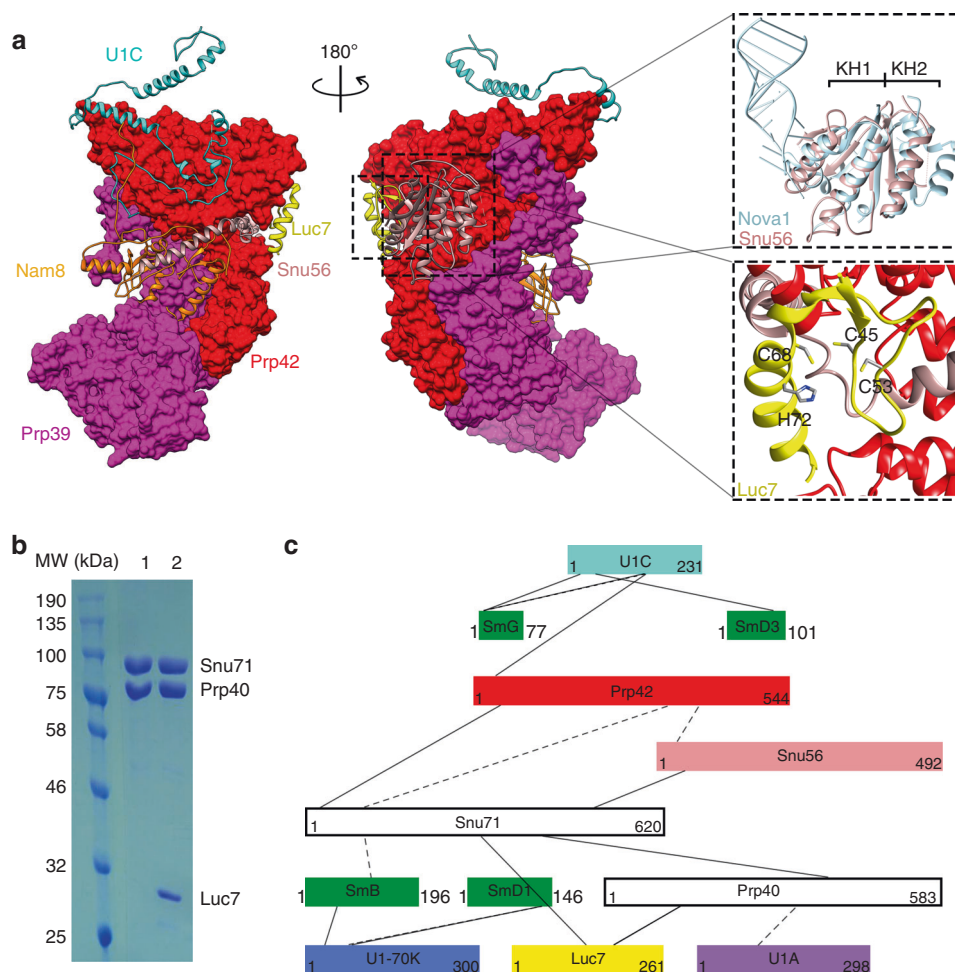 a
U1C
180°
Luc7
Snu56
Nam8
Prp42
Prp39
KH1 KH2
Nova1
Snu56
C45
C68
C53
H72
Luc7
b
MW (kDa) 1 2
190
135
100
75
58
46
32
25
Snu71
Prp40
Luc7
c
1 U1C 231
1 SmG 77
1 SmD3 101
1 Prp42 544
1 Snu56 492
1 Snu71 620
1 SmB 196
1 SmD1 146
1 Prp40 583
1 U1-70K 300
1 Luc7 261
1 U1A 298